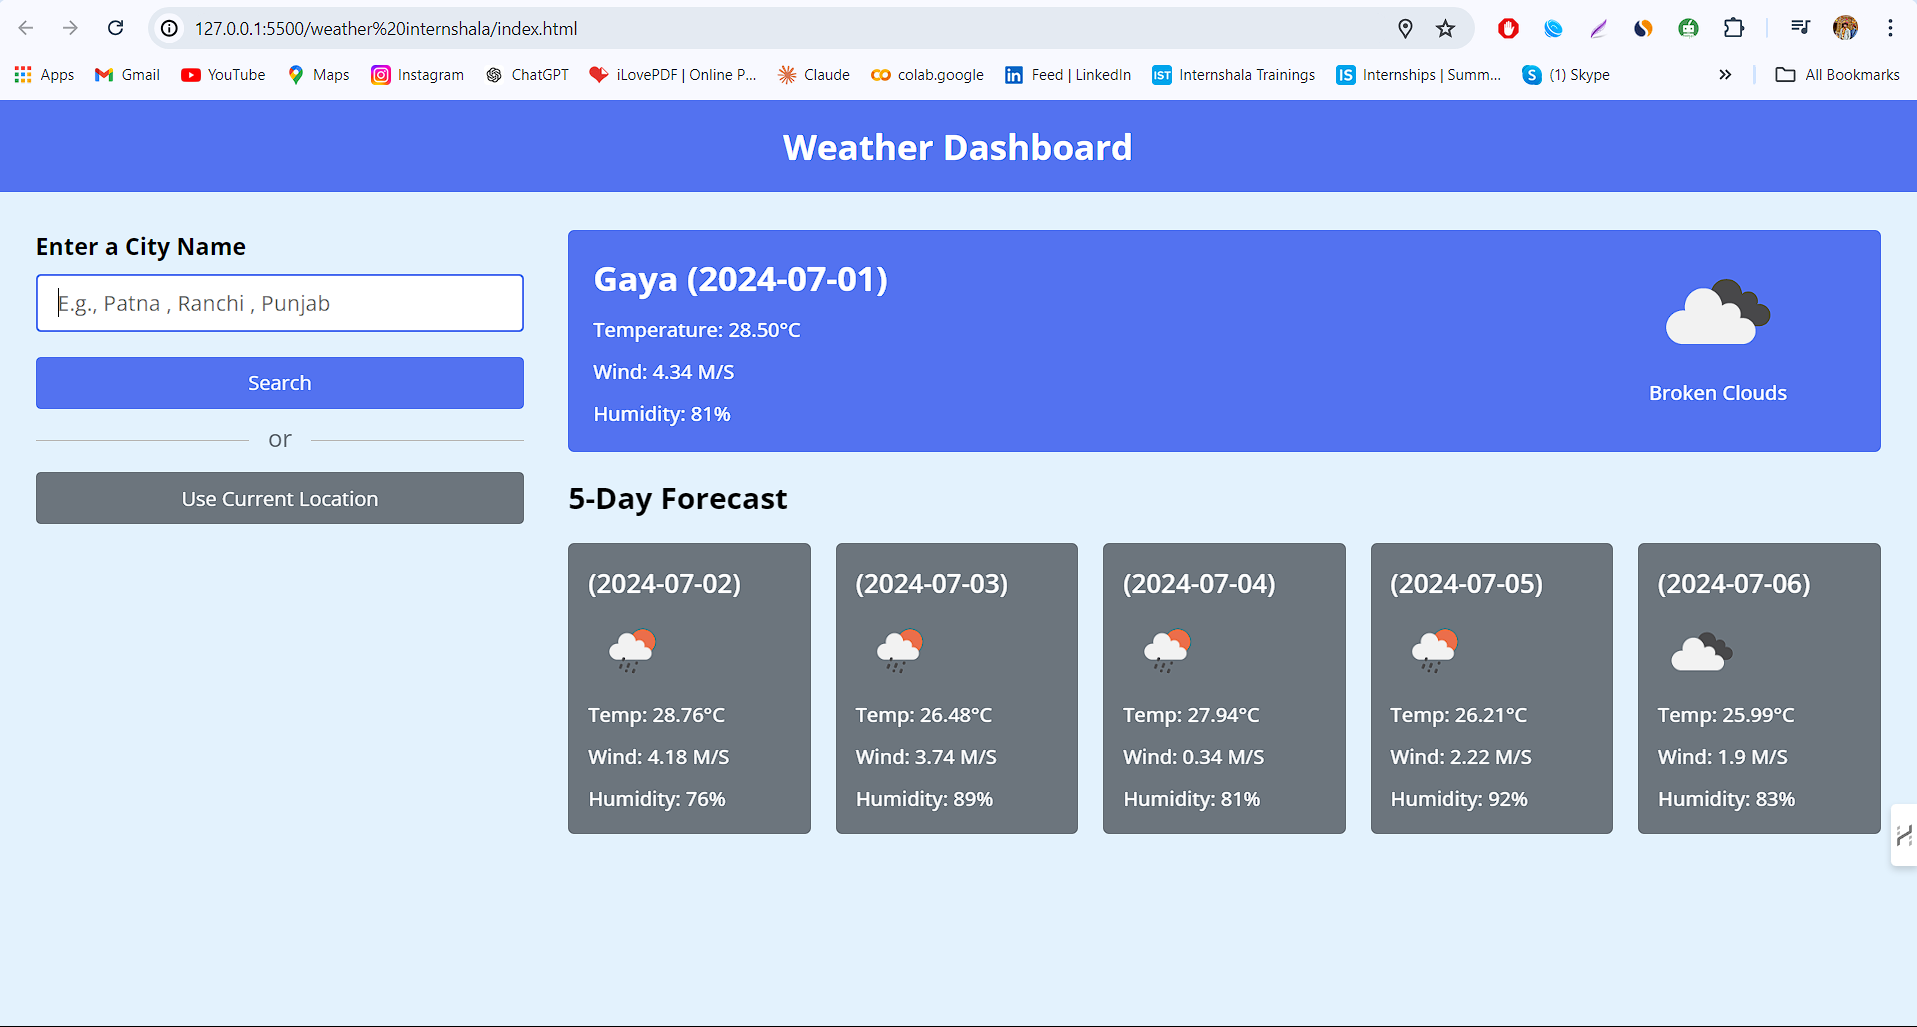 127.0.0.1:5500/weather%20internshala/index.html
Apps Gmail YouTube Maps Instagram ChatGPT iLovePDF | Online P... Claude colab.google Feed | LinkedIn IST Internshala Trainings IS Internships | Summ... (1) Skype » All Bookmarks
Weather Dashboard
Enter a City Name
E.g., Patna , Ranchi , Punjab
Search
or
Use Current Location
Gaya (2024-07-01)
Temperature: 28.50°C
Wind: 4.34 M/S
Humidity: 81%
Broken Clouds
5-Day Forecast
(2024-07-02)
Temp: 28.76°C
Wind: 4.18 M/S
Humidity: 76%
(2024-07-03)
Temp: 26.48°C
Wind: 3.74 M/S
Humidity: 89%
(2024-07-04)
Temp: 27.94°C
Wind: 0.34 M/S
Humidity: 81%
(2024-07-05)
Temp: 26.21°C
Wind: 2.22 M/S
Humidity: 92%
(2024-07-06)
Temp: 25.99°C
Wind: 1.9 M/S
Humidity: 83%